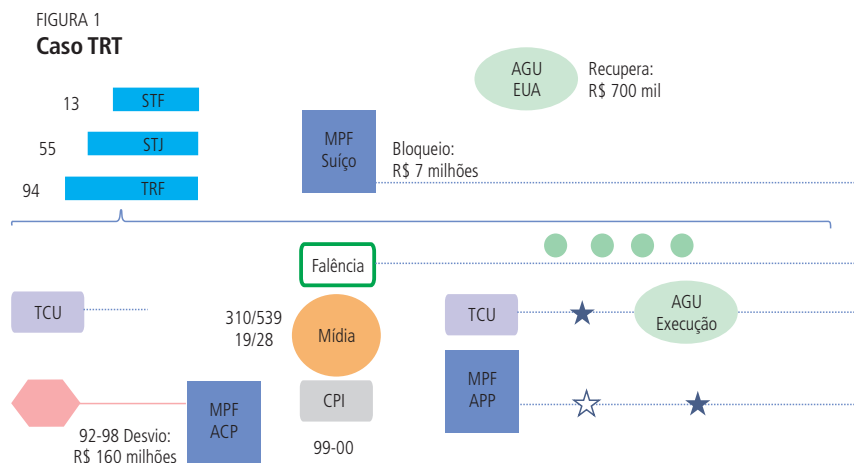 FIGURA 1
Caso TRT
AGU
EUA
Recupera:
R$ 700 mil
13
STF
55
STJ
94
TRF
MPF
Suíço
Bloqueio:
R$ 7 milhões
Falência
TCU
310/539
19/28
Mídia
TCU
AGU
Execução
MPF
ACP
CPI
MPF
APP
92-98 Desvio:
R$ 160 milhões
99-00